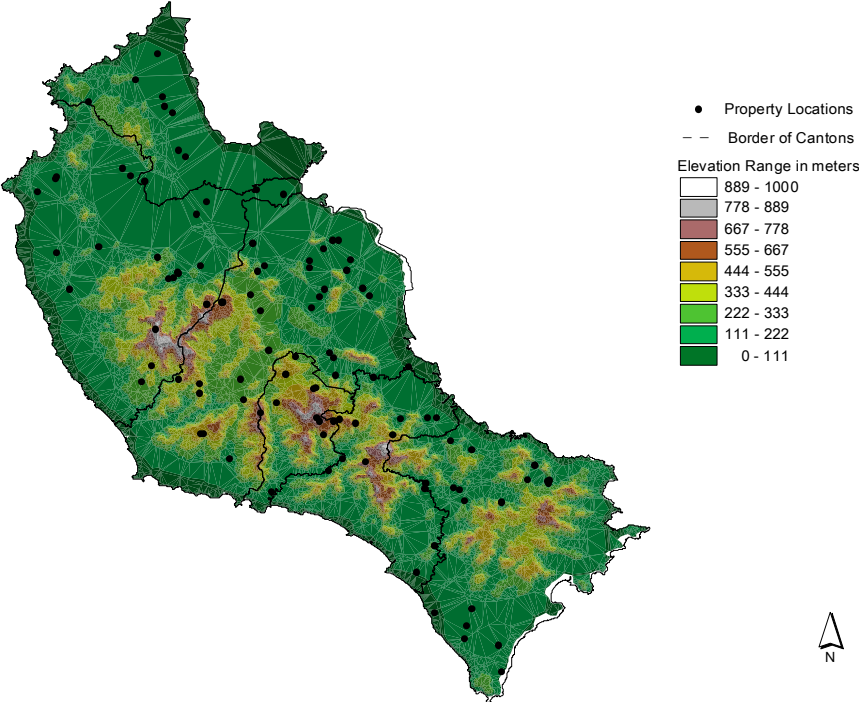 Property Locations
Border of Cantons
Elevation Range in meters
889 - 1000
778 - 889
667 - 778
555 - 667
444 - 555
333 - 444
222 - 333
111 - 222
0 - 111
N